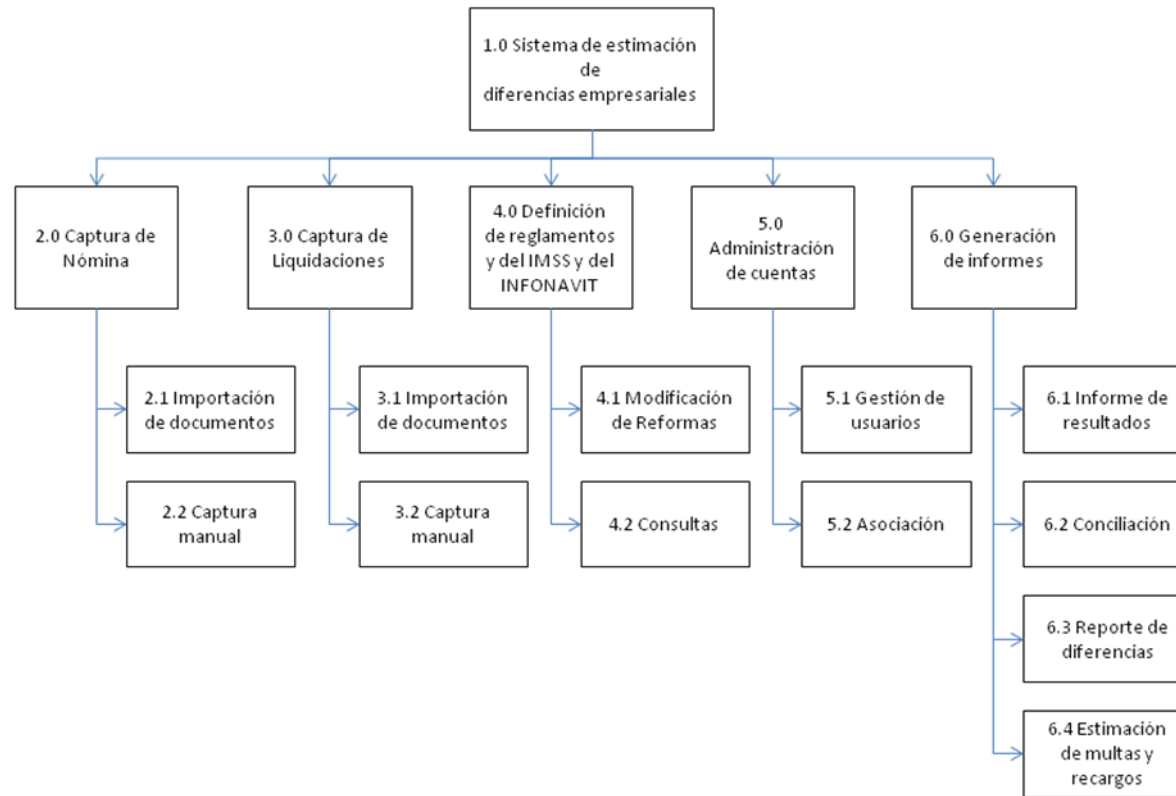 1.0 Sistema de estimación
de
diferencias empresariales
2.0 Captura de
Nómina
3.0 Captura de
Liquidaciones
4.0 Definición
de reglamentos
y del IMSS y del
INFONAVIT
5.0
Administración
de cuentas
6.0 Generación
de informes
2.1 Importación
de documentos
3.1 Importación
de documentos
4.1 Modificación
de Reformas
5.1 Gestión de
usuarios
6.1 Informe de
resultados
2.2 Captura
manual
3.2 Captura
manual
4.2 Consultas
5.2 Asociación
6.2 Conciliación
6.3 Reporte de
diferencias
6.4 Estimación
de multas y
recargos